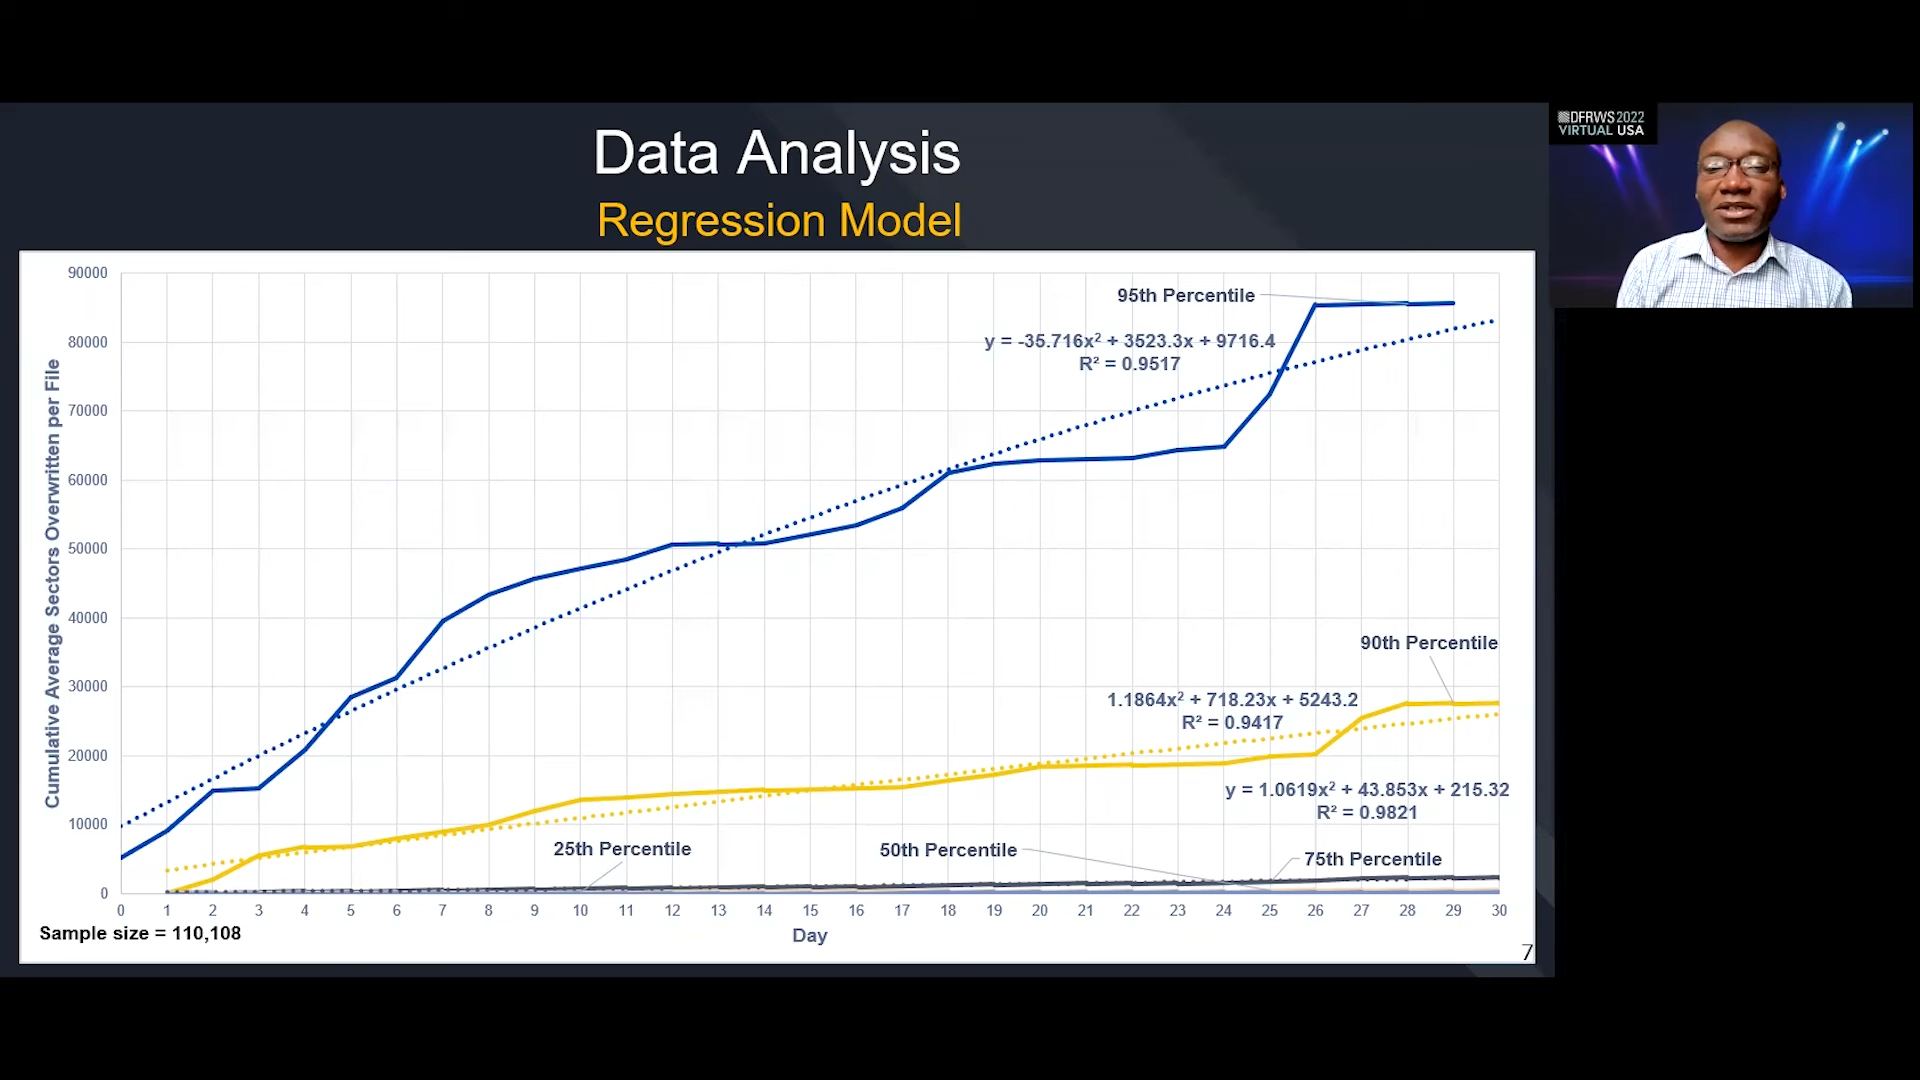 Data Analysis
Regression Model
DFRWS 2022
VIRTUAL USA
Cumulative Average Sectors Overwritten per File
90000
80000
70000
60000
50000
40000
30000
20000
10000
0
95th Percentile
y = -35.716x² + 3523.3x + 9716.4
R² = 0.9517
90th Percentile
1.1864x² + 718.23x + 5243.2
R² = 0.9417
y = 1.0619x² + 43.853x + 215.32
R² = 0.9821
25th Percentile
50th Percentile
75th Percentile
0 1 2 3 4 5 6 7 8 9 10 11 12 13 14 15 16 17 18 19 20 21 22 23 24 25 26 27 28 29 30
Sample size = 110,108
Day
7